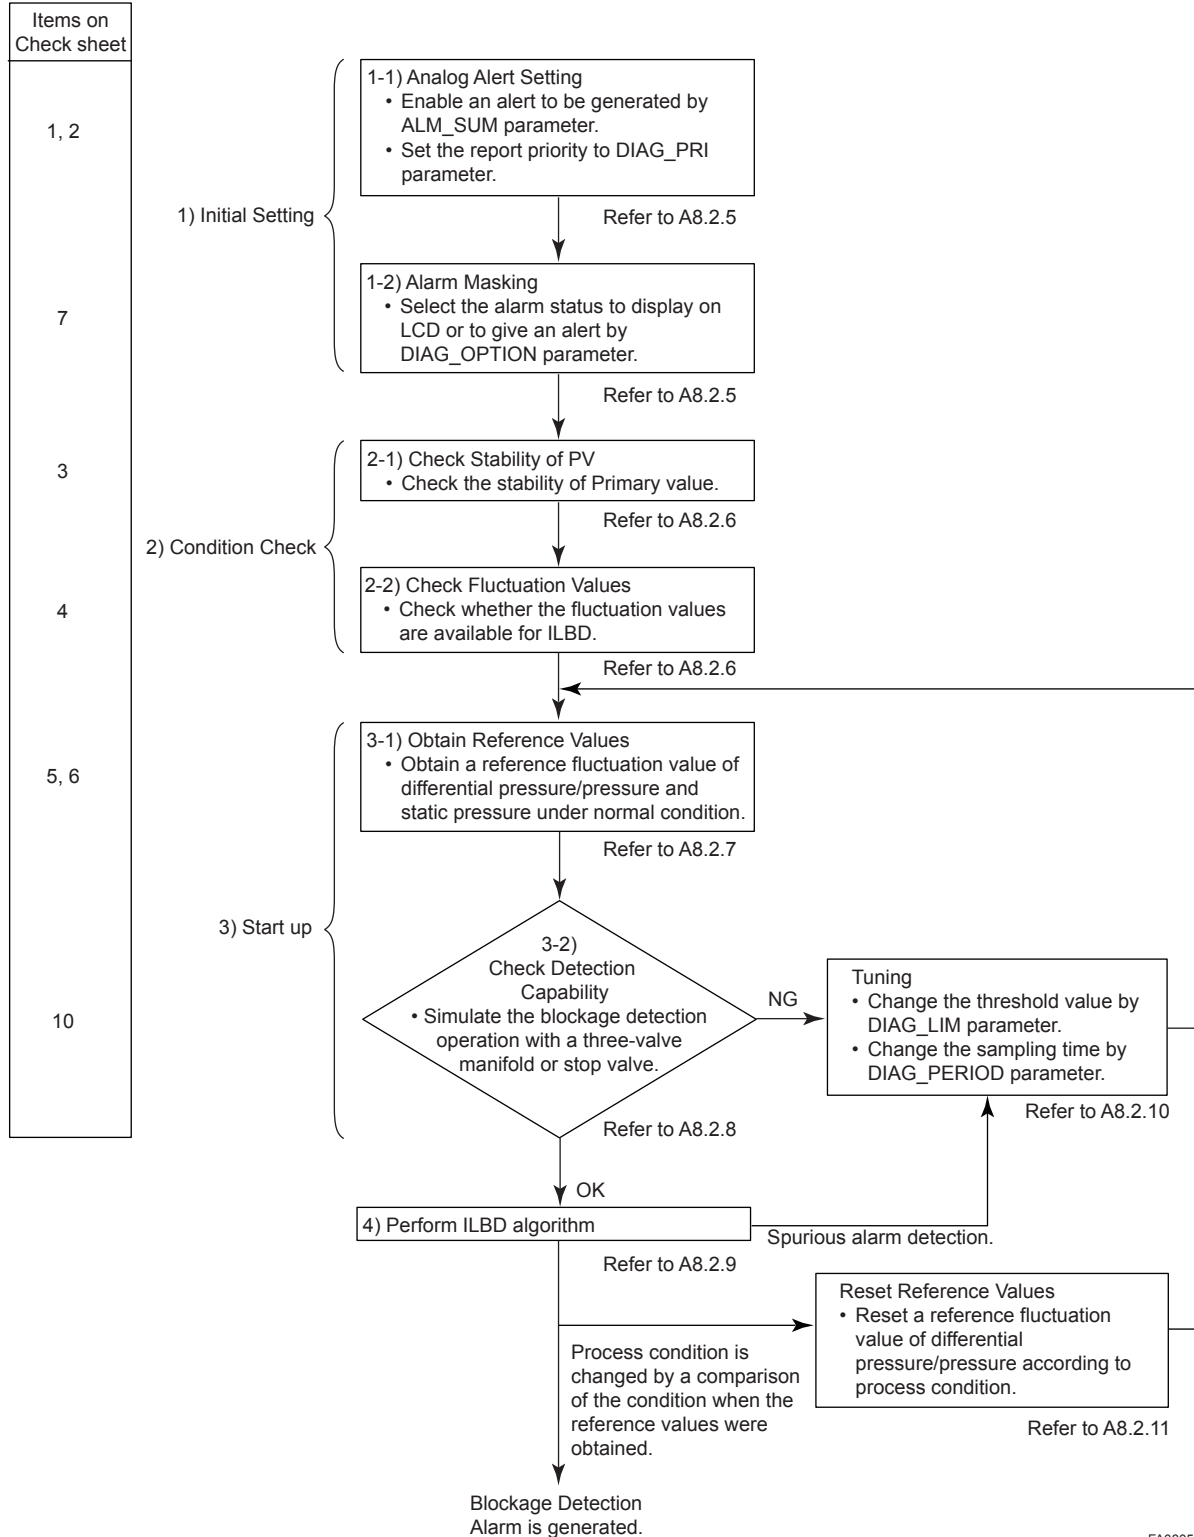 Items on
Check sheet
1, 2
7
3
4
5, 6
10
1) Initial Setting
1-1) Analog Alert Setting
• Enable an alert to be generated by
ALM_SUM parameter.
• Set the report priority to DIAG_PRI
parameter.
Refer to A8.2.5
1-2) Alarm Masking
• Select the alarm status to display on
LCD or to give an alert by
DIAG_OPTION parameter.
Refer to A8.2.5
2) Condition Check
2-1) Check Stability of PV
• Check the stability of Primary value.
Refer to A8.2.6
2-2) Check Fluctuation Values
• Check whether the fluctuation values
are available for ILBD.
Refer to A8.2.6
3) Start up
3-1) Obtain Reference Values
• Obtain a reference fluctuation value of
differential pressure/pressure and
static pressure under normal condition.
Refer to A8.2.7
3-2)
Check Detection
Capability
• Simulate the blockage detection
operation with a three-valve
manifold or stop valve.
Refer to A8.2.8
NG
Tuning
• Change the threshold value by
DIAG_LIM parameter.
• Change the sampling time by
DIAG_PERIOD parameter.
Refer to A8.2.10
OK
4) Perform ILBD algorithm
Refer to A8.2.9
Spurious alarm detection.
Reset Reference Values
• Reset a reference fluctuation
value of differential
pressure/pressure according to
process condition.
Refer to A8.2.11
Process condition is
changed by a comparison
of the condition when the
reference values were
obtained.
Blockage Detection
Alarm is generated.